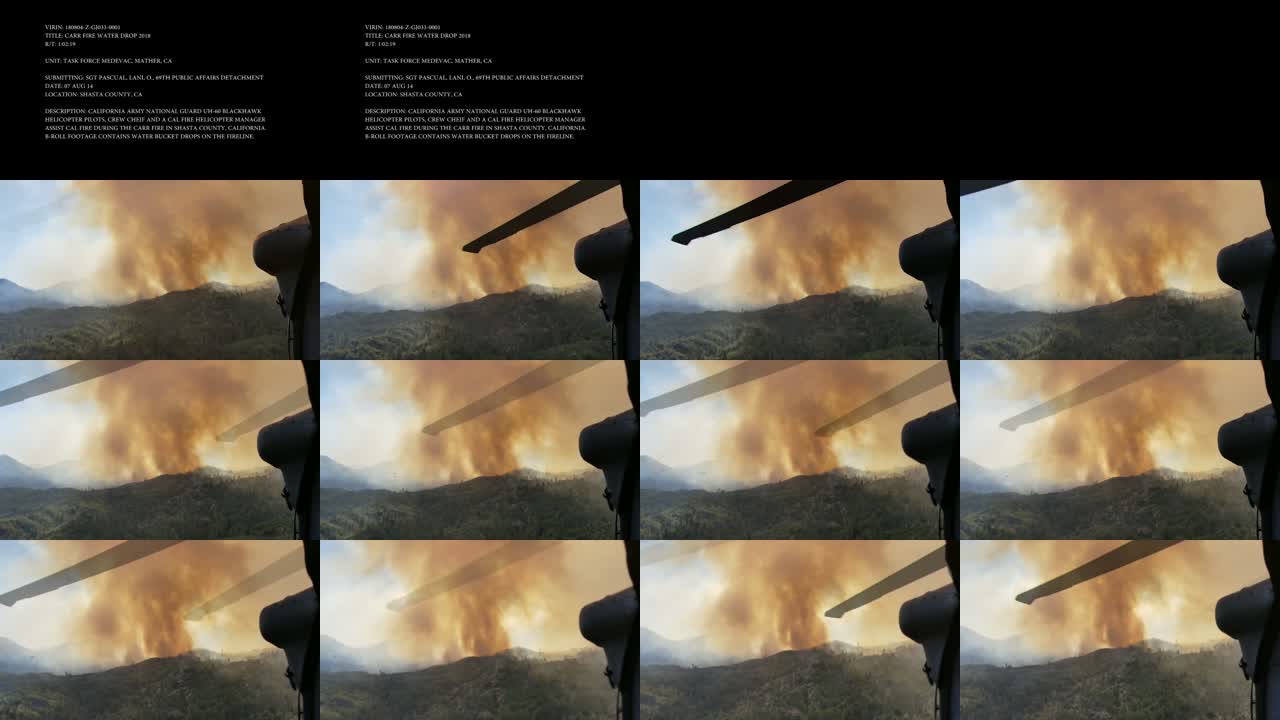 VIRIN: 180804-Z-GJ033-0001
TITLE: CARR FIRE WATER DROP 2018
R/T: 1:02:19
UNIT: TASK FORCE MEDEVAC, MATHER, CA
SUBMITTING: SGT PASCUAL, LANI, O., 69TH PUBLIC AFFAIRS DETACHMENT
DATE: 07 AUG 14
LOCATION: SHASTA COUNTY, CA
DESCRIPTION: CALIFORNIA ARMY NATIONAL GUARD UH-60 BLACKHAWK
HELICOPTER PILOTS, CREW CHEIF AND A CAL FIRE HELICOPTER MANAGER
ASSIST CAL FIRE DURING THE CARR FIRE IN SHASTA COUNTY, CALIFORNIA.
B-ROLL FOOTAGE CONTAINS WATER BUCKET DROPS ON THE FIRELINE.
VIRIN: 180804-Z-GJ033-0001
TITLE: CARR FIRE WATER DROP 2018
R/T: 1:02:19
UNIT: TASK FORCE MEDEVAC, MATHER, CA
SUBMITTING: SGT PASCUAL, LANI, O., 69TH PUBLIC AFFAIRS DETACHMENT
DATE: 07 AUG 14
LOCATION: SHASTA COUNTY, CA
DESCRIPTION: CALIFORNIA ARMY NATIONAL GUARD UH-60 BLACKHAWK
HELICOPTER PILOTS, CREW CHEIF AND A CAL FIRE HELICOPTER MANAGER
ASSIST CAL FIRE DURING THE CARR FIRE IN SHASTA COUNTY, CALIFORNIA.
B-ROLL FOOTAGE CONTAINS WATER BUCKET DROPS ON THE FIRELINE.